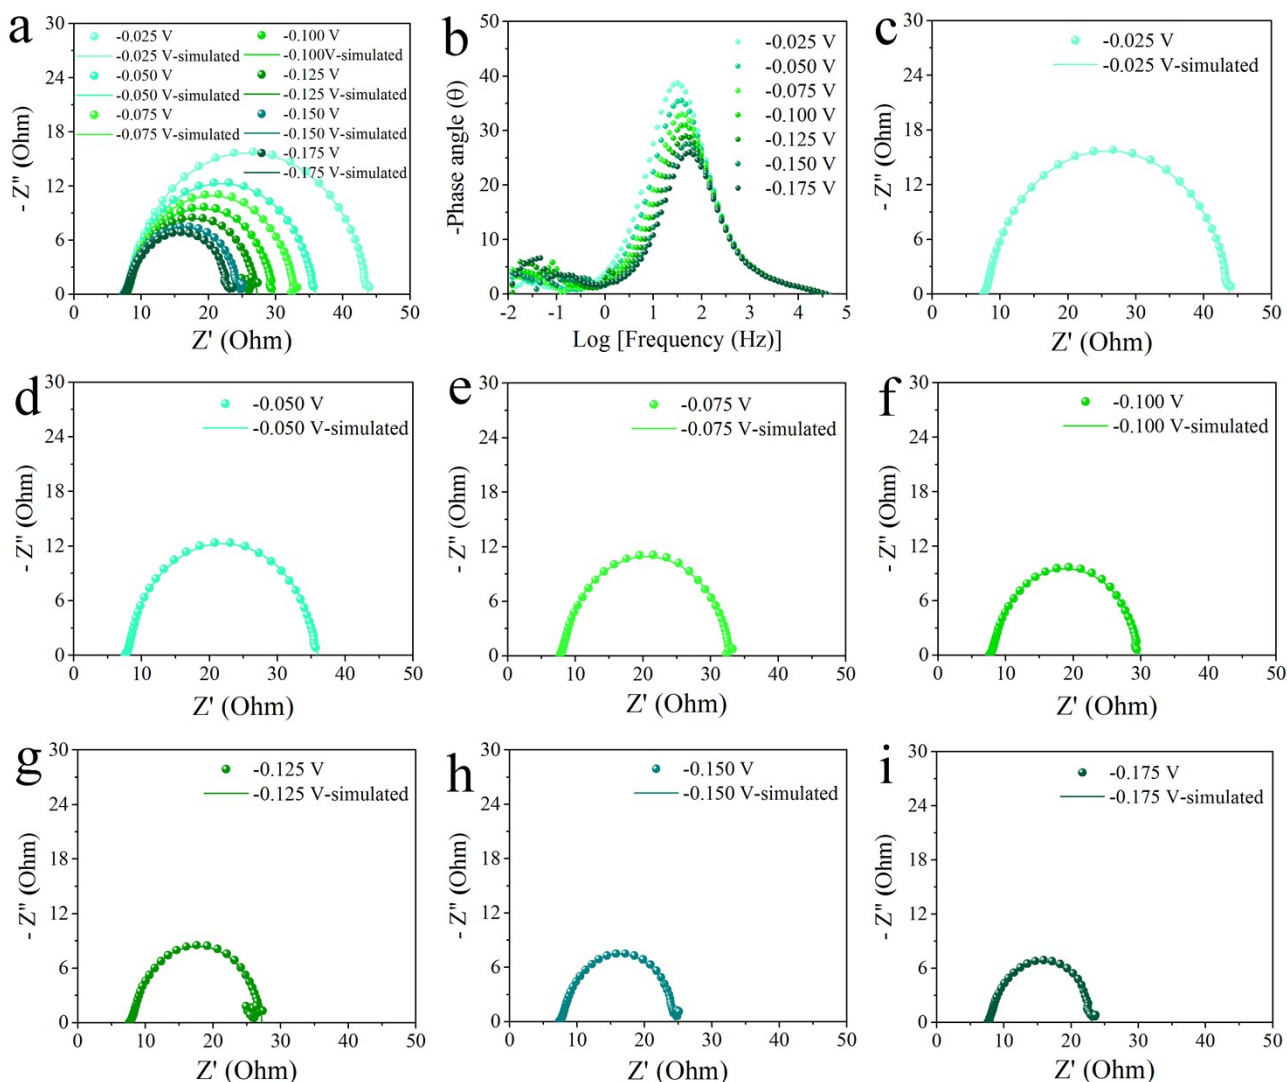 a
30
24
18
12
6
0
0 10 20 30 40 50
- Z" (Ohm)
Z' (Ohm)
-0.025 V
-0.025 V-simulated
-0.050 V
-0.050 V-simulated
-0.075 V
-0.075 V-simulated
-0.100 V
-0.100V-simulated
-0.125 V
-0.125 V-simulated
-0.150 V
-0.150 V-simulated
-0.175 V
-0.175 V-simulated
b
50
40
30
20
10
0
-2 -1 0 1 2 3 4 5
-Phase angle (θ)
Log [Frequency (Hz)]
-0.025 V
-0.050 V
-0.075 V
-0.100 V
-0.125 V
-0.150 V
-0.175 V
c
30
24
18
12
6
0
0 10 20 30 40 50
- Z" (Ohm)
Z' (Ohm)
-0.025 V
-0.025 V-simulated
d
30
24
18
12
6
0
0 10 20 30 40 50
- Z" (Ohm)
Z' (Ohm)
-0.050 V
-0.050 V-simulated
e
30
24
18
12
6
0
0 10 20 30 40 50
- Z" (Ohm)
Z' (Ohm)
-0.075 V
-0.075 V-simulated
f
30
24
18
12
6
0
0 10 20 30 40 50
- Z" (Ohm)
Z' (Ohm)
-0.100 V
-0.100 V-simulated
g
30
24
18
12
6
0
0 10 20 30 40 50
- Z" (Ohm)
Z' (Ohm)
-0.125 V
-0.125 V-simulated
h
30
24
18
12
6
0
0 10 20 30 40 50
- Z" (Ohm)
Z' (Ohm)
-0.150 V
-0.150 V-simulated
i
30
24
18
12
6
0
0 10 20 30 40 50
- Z" (Ohm)
Z' (Ohm)
-0.175 V
-0.175 V-simulated